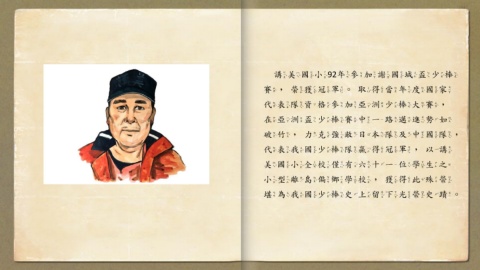 講美國小92年參加謝國城盃少棒
賽，榮獲冠軍。取得當年度國家
代表隊資格參加亞洲少棒大賽，
在亞洲盃少棒賽中一路邁進勢如
破竹，力克強敵日本隊及中國隊，
代表我國少棒隊贏得冠軍，以講
美國小全校僅有六十一位學生之
小型離島偏鄉學校，獲得此殊榮
堪為我國少棒史上留下光榮史蹟。